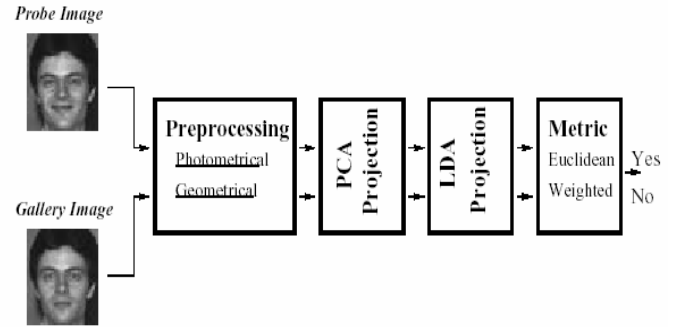 Probe Image
Gallery Image
Preprocessing
Photometrical
Geometrical
PCA
Projection
LDA
Projection
Metric
Euclidean
Weighted
Yes
No